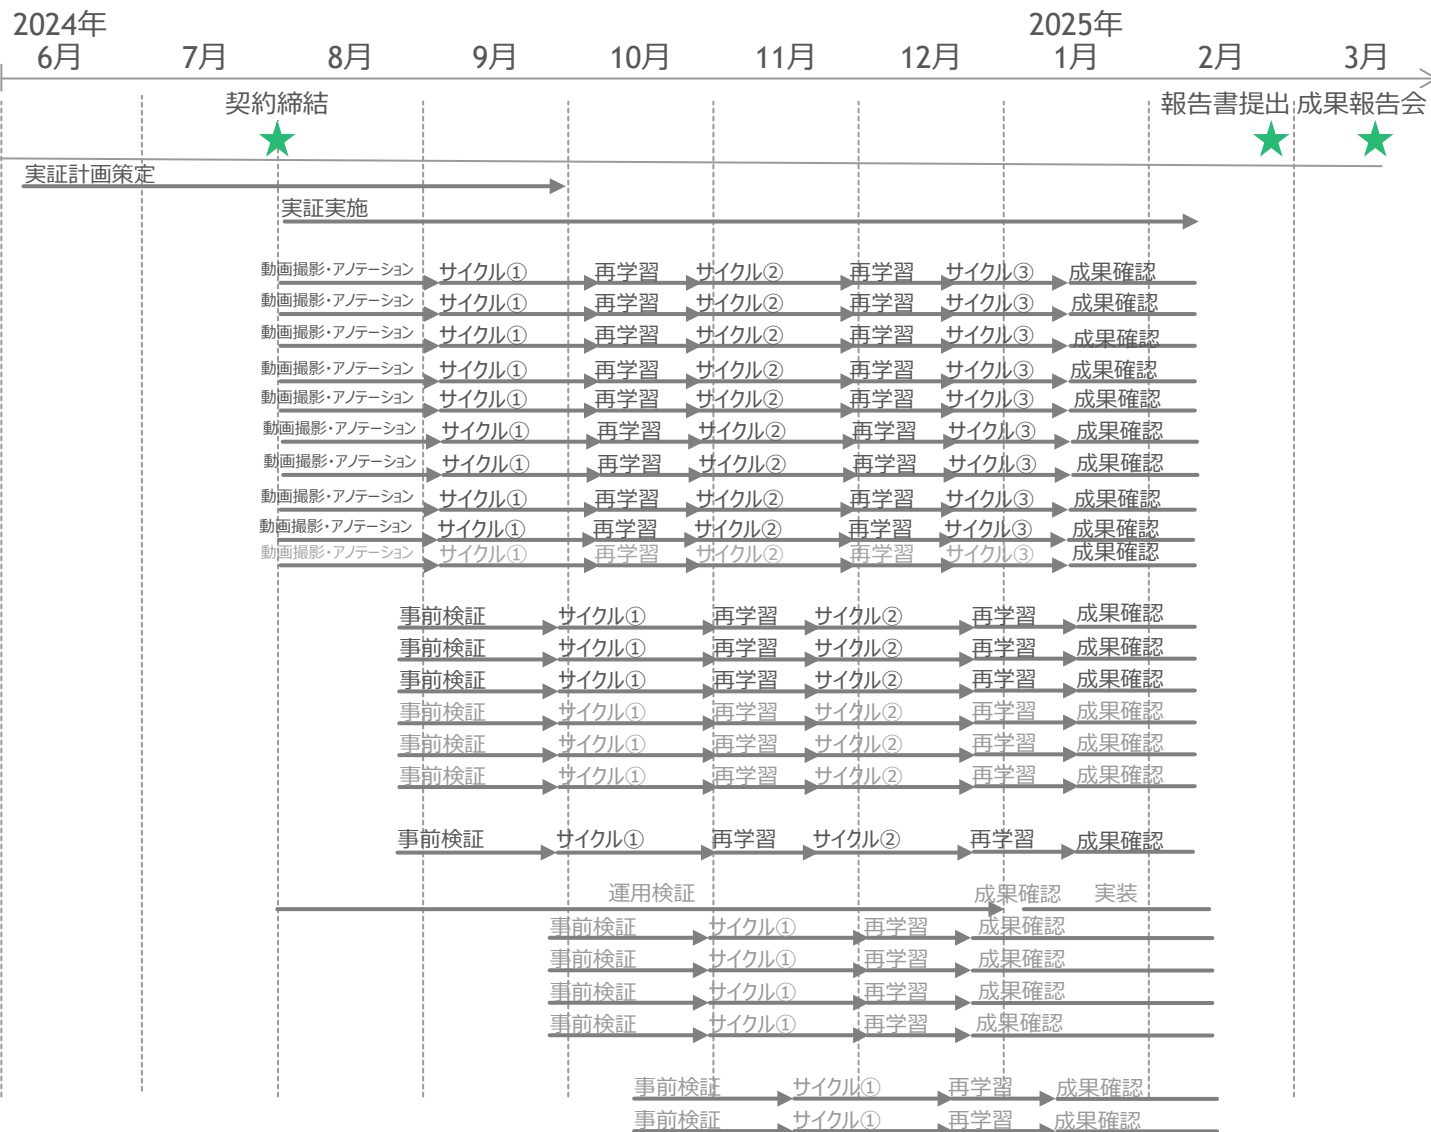 2024年 2025年
6月 7月 8月 9月 10月 11月 12月 1月 2月 3月
契約締結 報告書提出 成果報告会
実証計画策定
実証実施
動画撮影・アノテーション サイクル① 再学習 サイクル② 再学習 サイクル③ 成果確認
動画撮影・アノテーション サイクル① 再学習 サイクル② 再学習 サイクル③ 成果確認
動画撮影・アノテーション サイクル① 再学習 サイクル② 再学習 サイクル③ 成果確認
動画撮影・アノテーション サイクル① 再学習 サイクル② 再学習 サイクル③ 成果確認
動画撮影・アノテーション サイクル① 再学習 サイクル② 再学習 サイクル③ 成果確認
動画撮影・アノテーション サイクル① 再学習 サイクル② 再学習 サイクル③ 成果確認
動画撮影・アノテーション サイクル① 再学習 サイクル② 再学習 サイクル③ 成果確認
動画撮影・アノテーション サイクル① 再学習 サイクル② 再学習 サイクル③ 成果確認
動画撮影・アノテーション サイクル① 再学習 サイクル② 再学習 サイクル③ 成果確認
動画撮影・アノテーション サイクル① 再学習 サイクル② 再学習 サイクル③ 成果確認
事前検証 サイクル① 再学習 サイクル② 再学習 成果確認
事前検証 サイクル① 再学習 サイクル② 再学習 成果確認
事前検証 サイクル① 再学習 サイクル② 再学習 成果確認
事前検証 サイクル① 再学習 サイクル② 再学習 成果確認
事前検証 サイクル① 再学習 サイクル② 再学習 成果確認
事前検証 サイクル① 再学習 サイクル② 再学習 成果確認
事前検証 サイクル① 再学習 サイクル② 再学習 成果確認
運用検証 成果確認 実装
事前検証 サイクル① 再学習 成果確認
事前検証 サイクル① 再学習 成果確認
事前検証 サイクル① 再学習 成果確認
事前検証 サイクル① 再学習 成果確認
事前検証 サイクル① 再学習 成果確認
事前検証 サイクル① 再学習 成果確認